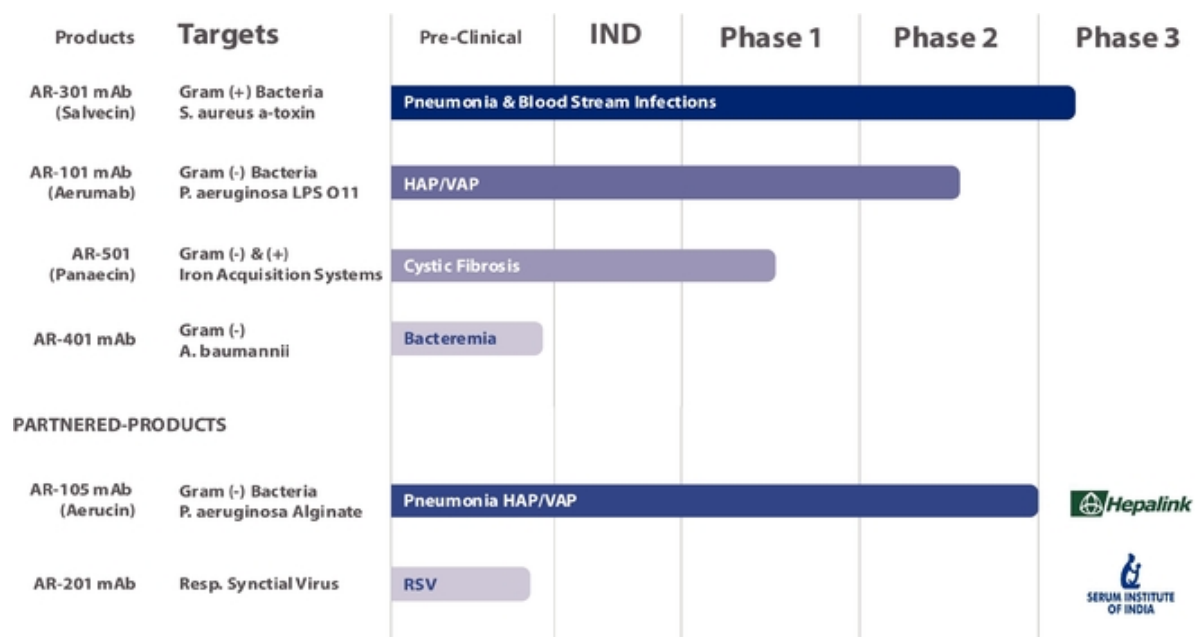 Products Targets Pre-Clinical IND Phase 1 Phase 2 Phase 3
AR-301 mAb
(Salvecin)
Gram (+) Bacteria
S. aureus a-toxin
Pneumonia & Blood Stream Infections
AR-101 mAb
(Aerumab)
Gram (-) Bacteria
P. aeruginosa LPS O11
HAP/VAP
AR-501
(Panaecin)
Gram (-) & (+)
Iron Acquisition Systems
Cystic Fibrosis
AR-401 mAb
Gram (-)
A. baumannii
Bacteremia
PARTNERED-PRODUCTS
AR-105 mAb
(Aerucin)
Gram (-) Bacteria
P. aeruginosa Alginate
Pneumonia HAP/VAP
Hepalink
AR-201 mAb
Resp. Synctial Virus
RSV
SERUM INSTITUTE
OF INDIA